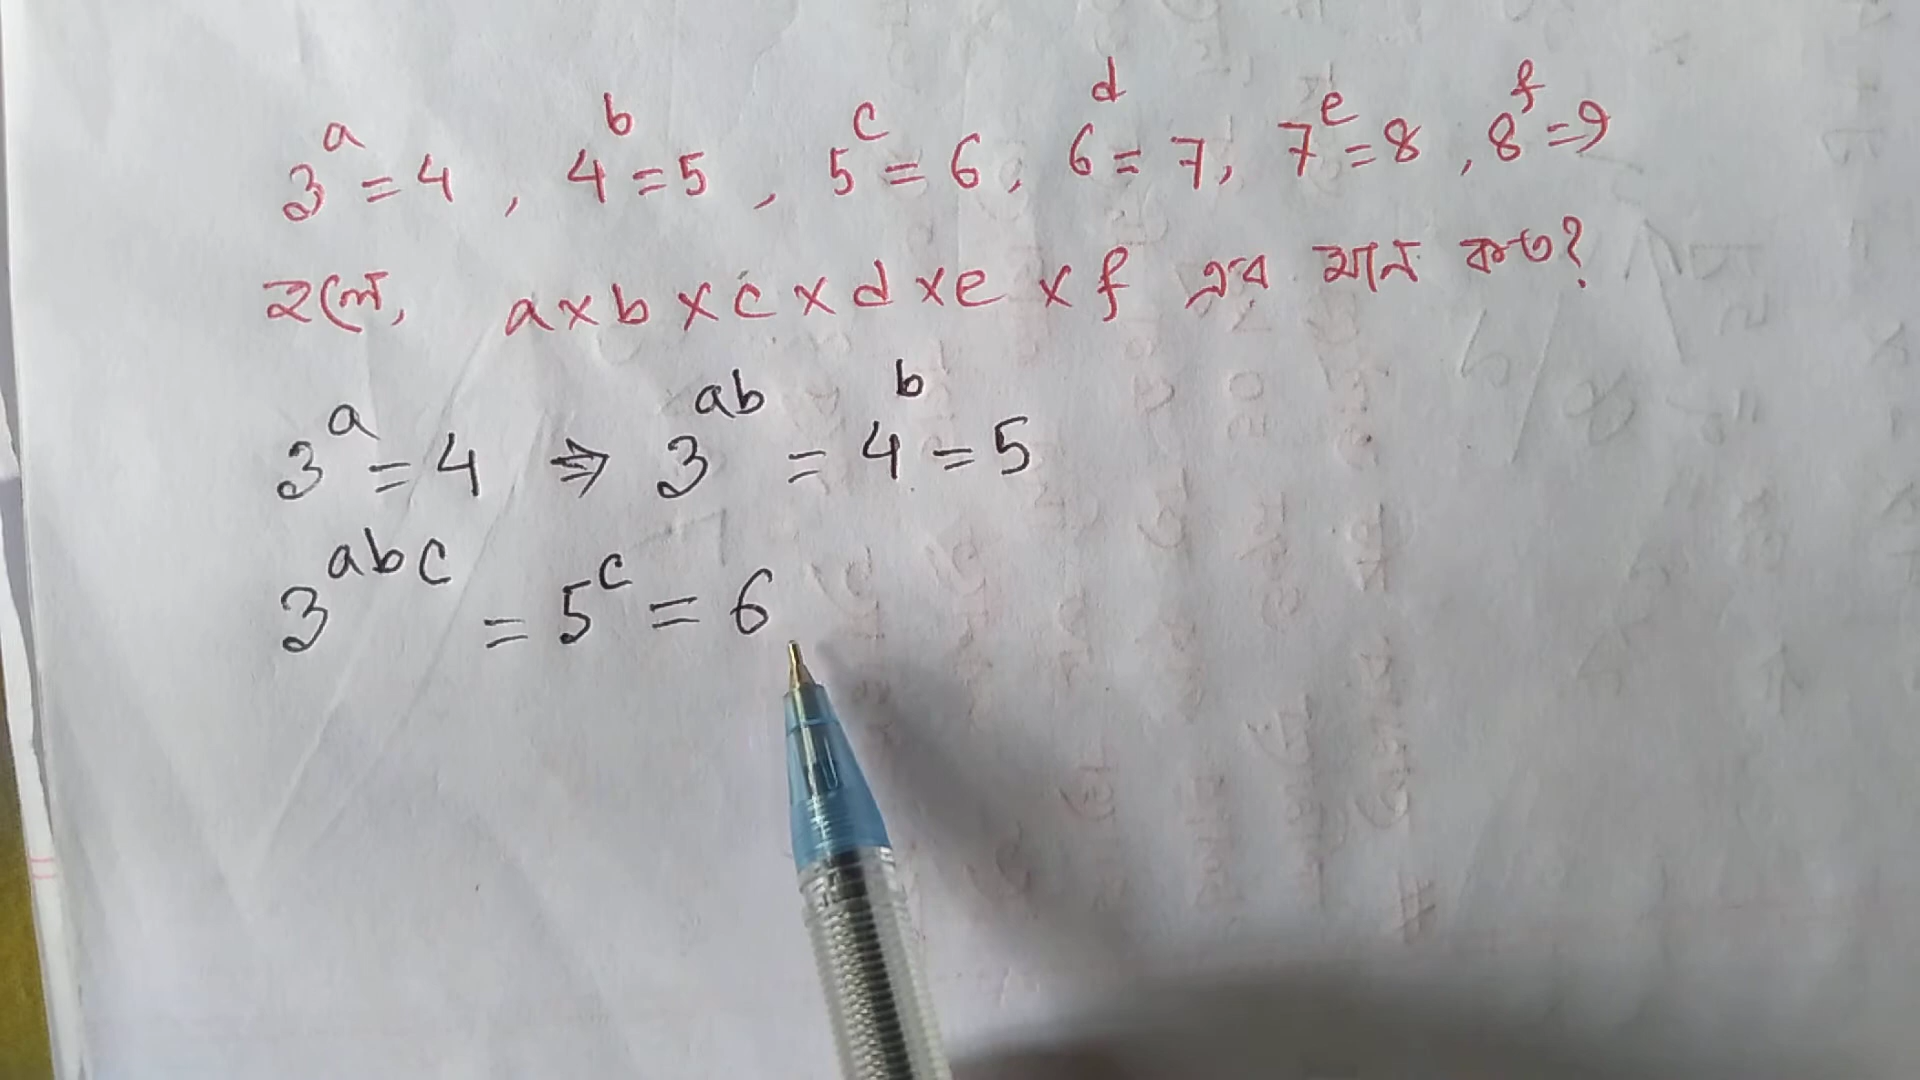 3^a = 4, 4^b = 5, 5^c = 6, 6^d = 7, 7^e = 8, 8^f = 9
হলে, a x b x c x d x e x f এর মান কত?
3^a = 4 ⇒ 3^ab = 4^b = 5
3^abc = 5^c = 6